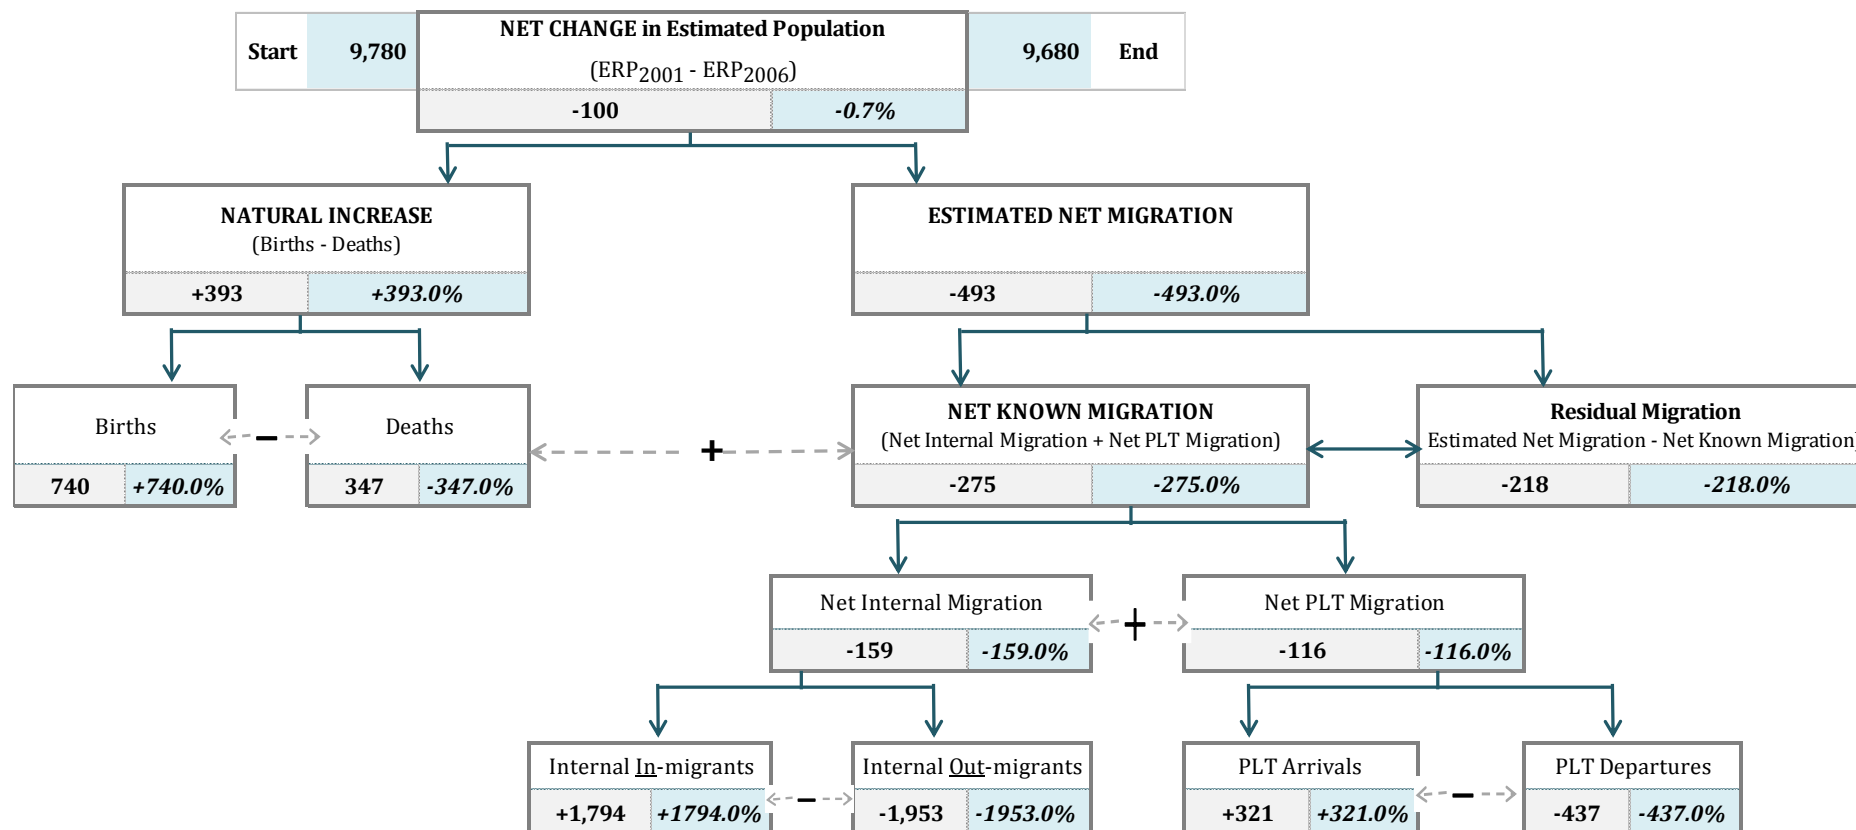 NET CHANGE in Estimated Population
Start 9,780 (ERP2001 - ERP2006) 9,680 End
-100 -0.7%
NATURAL INCREASE
(Births - Deaths)
+393 +393.0%
ESTIMATED NET MIGRATION
-493 -493.0%
Births
740 +740.0%
−
Deaths
347 -347.0%
+
NET KNOWN MIGRATION
(Net Internal Migration + Net PLT Migration)
-275 -275.0%
Residual Migration
Estimated Net Migration - Net Known Migration)
-218 -218.0%
Net Internal Migration
-159 -159.0%
+
Net PLT Migration
-116 -116.0%
Internal In-migrants
+1,794 +1794.0%
−
Internal Out-migrants
-1,953 -1953.0%
PLT Arrivals
+321 +321.0%
−
PLT Departures
-437 -437.0%